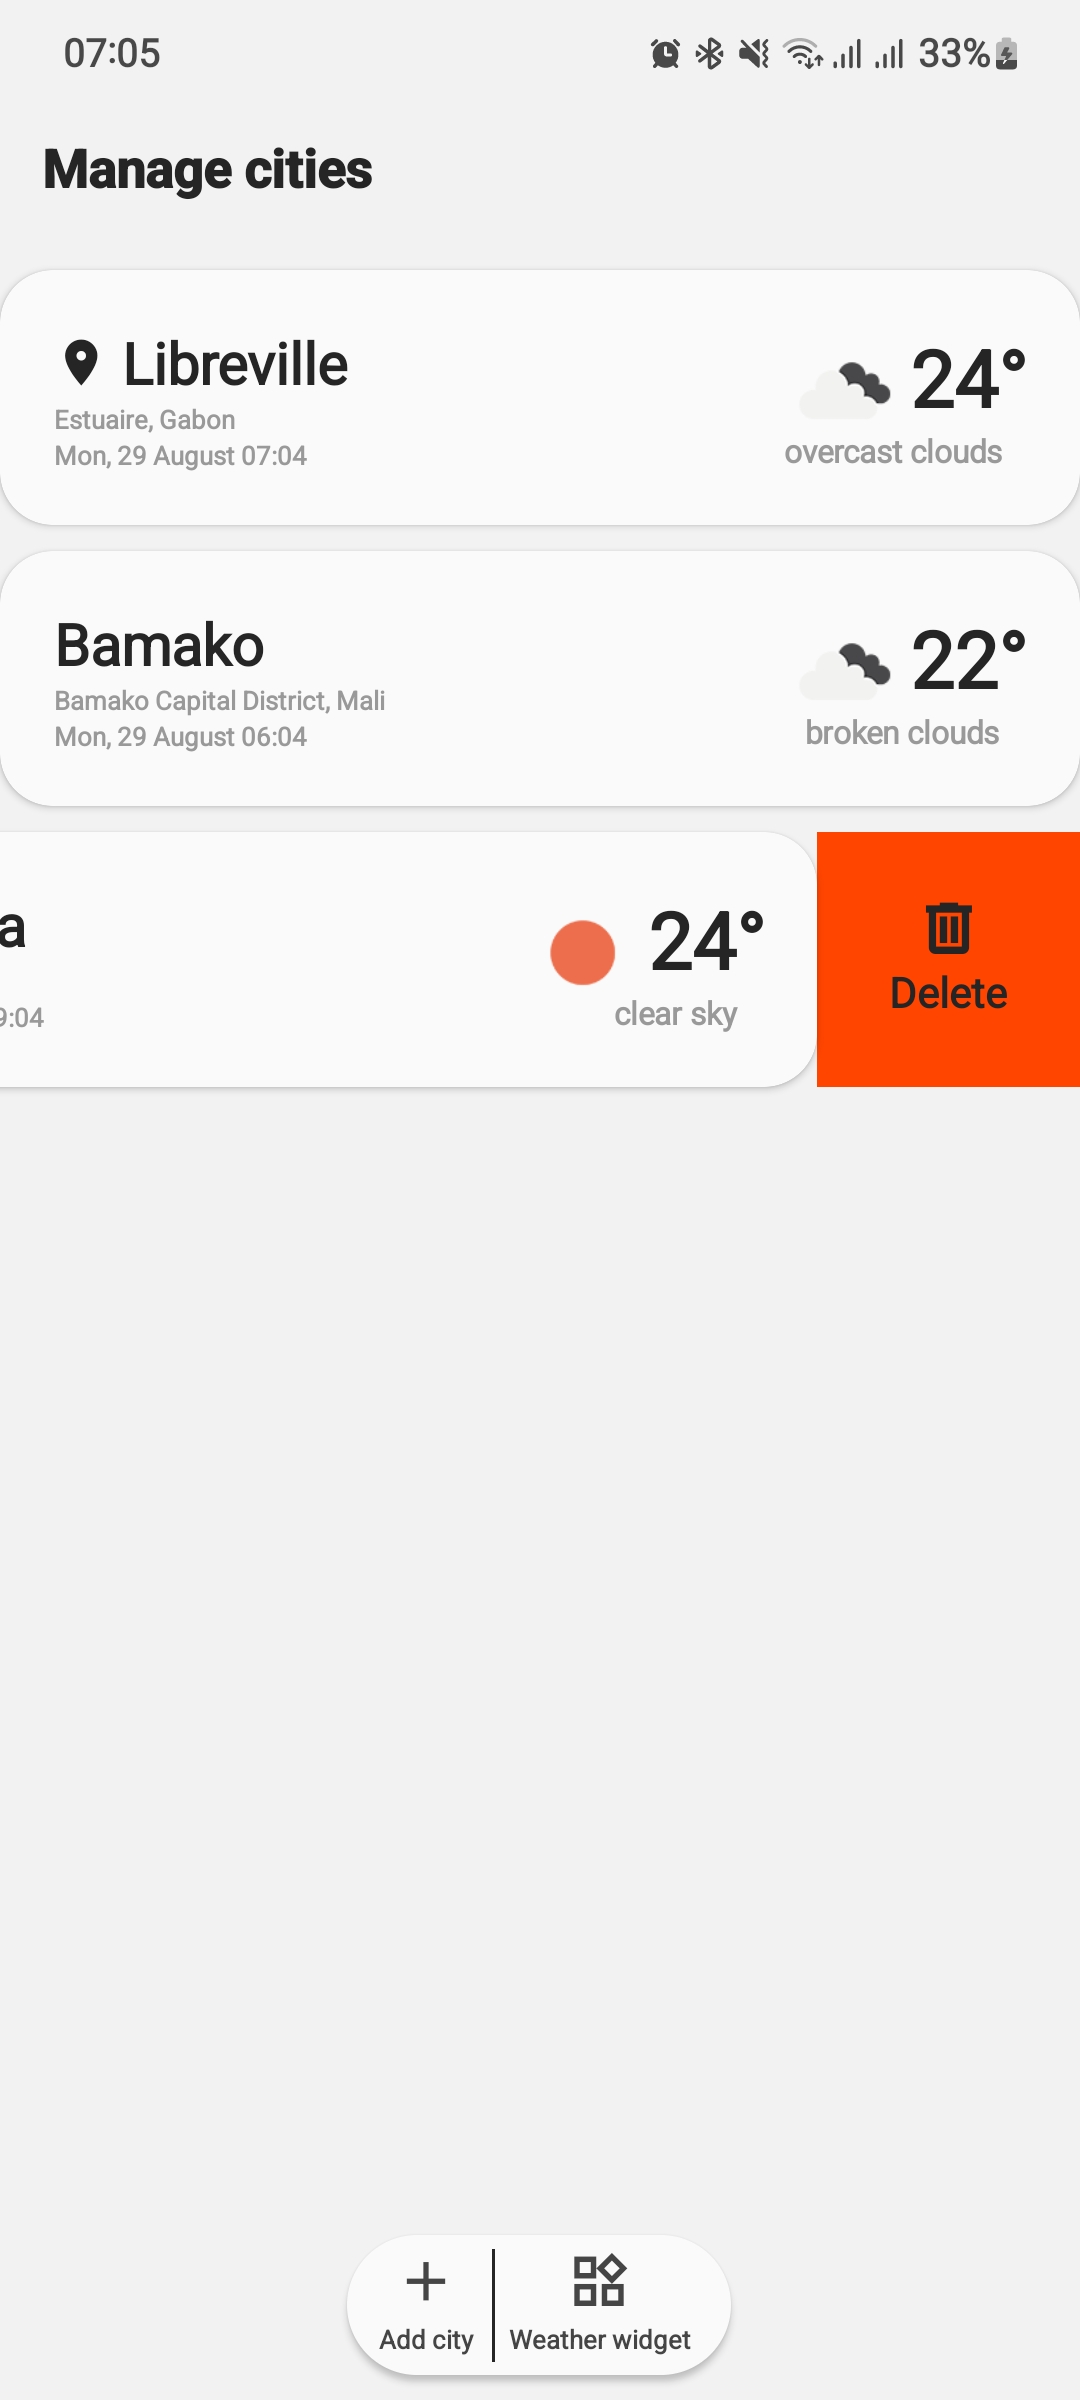 07:05 33%
Manage cities
Libreville 24°
Estuaire, Gabon
Mon, 29 August 07:04 overcast clouds
Bamako 22°
Bamako Capital District, Mali
Mon, 29 August 06:04 broken clouds
a 24°
9:04 clear sky
Delete
Add city
Weather widget